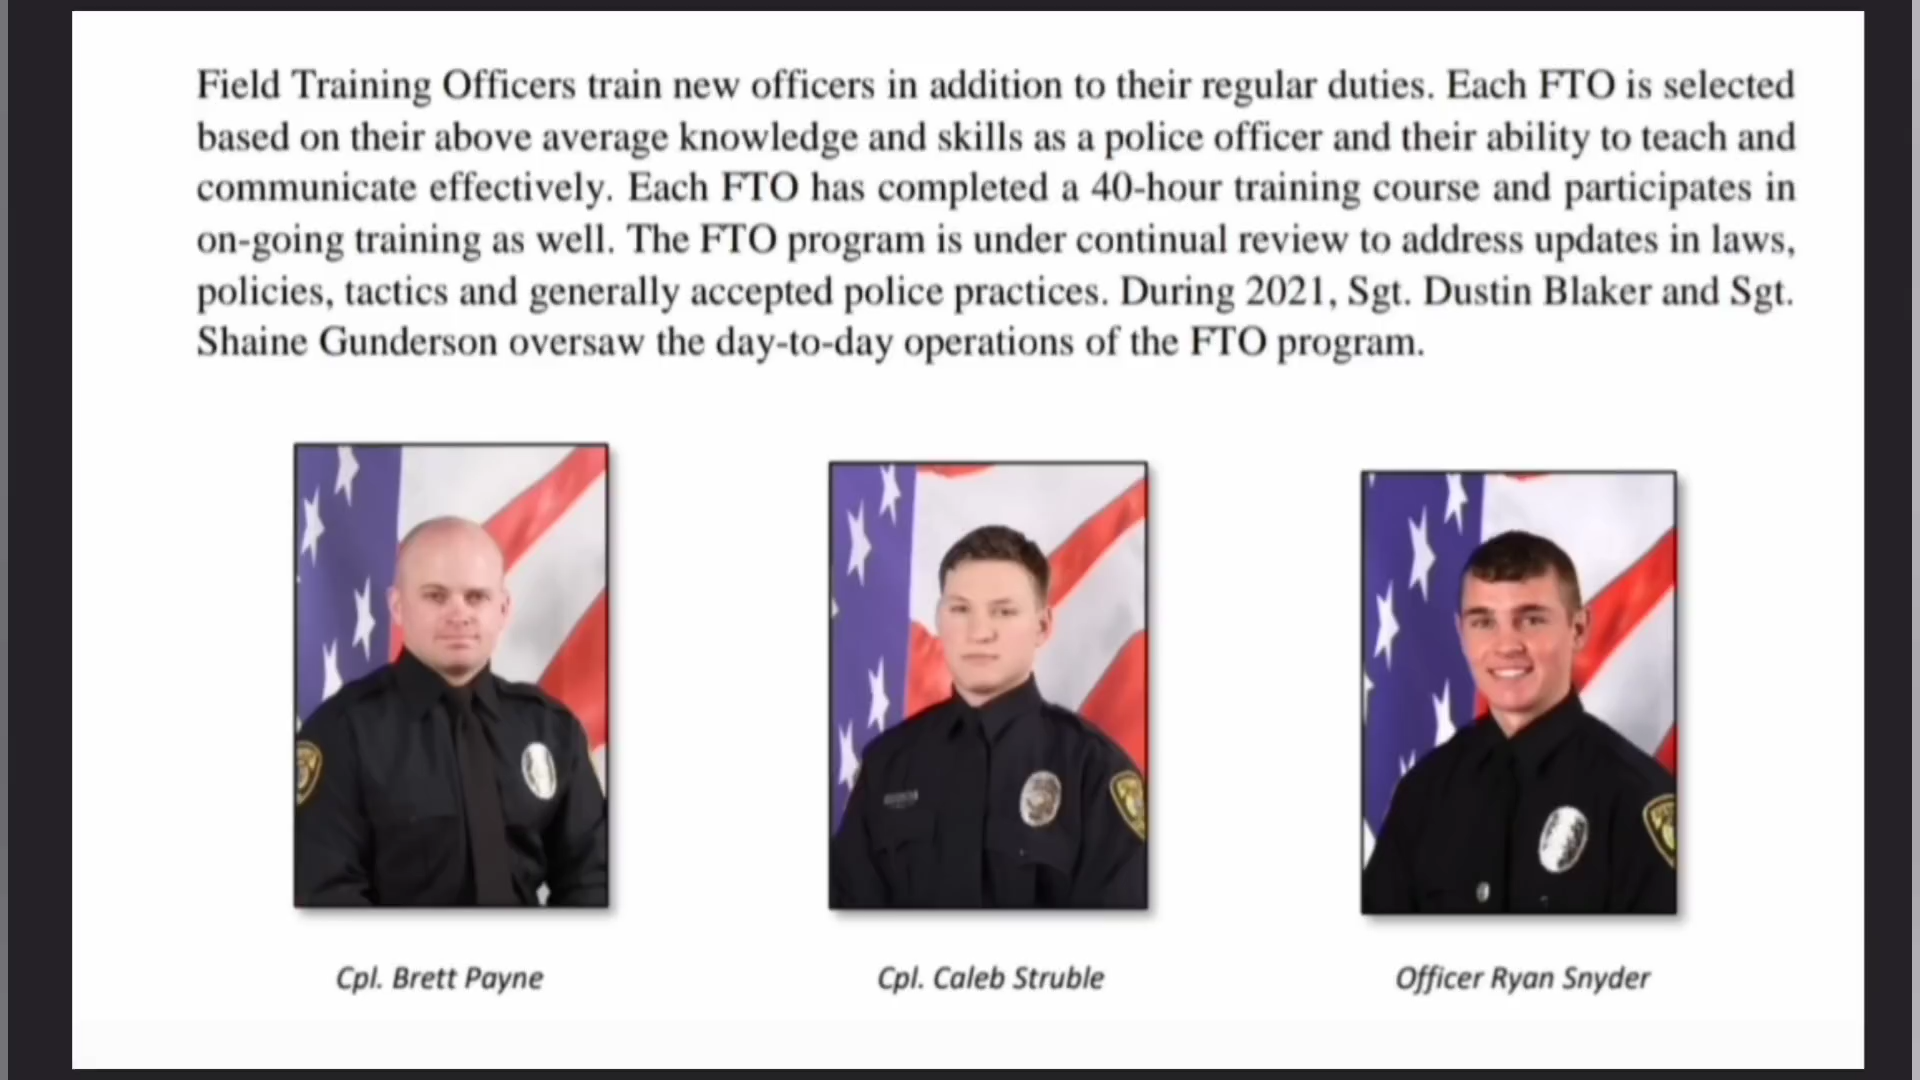 Field Training Officers train new officers in addition to their regular duties. Each FTO is selected
based on their above average knowledge and skills as a police officer and their ability to teach and
communicate effectively. Each FTO has completed a 40-hour training course and participates in
on-going training as well. The FTO program is under continual review to address updates in laws,
policies, tactics and generally accepted police practices. During 2021, Sgt. Dustin Blaker and Sgt.
Shaine Gunderson oversaw the day-to-day operations of the FTO program.
Cpl. Brett Payne
Cpl. Caleb Struble
Officer Ryan Snyder